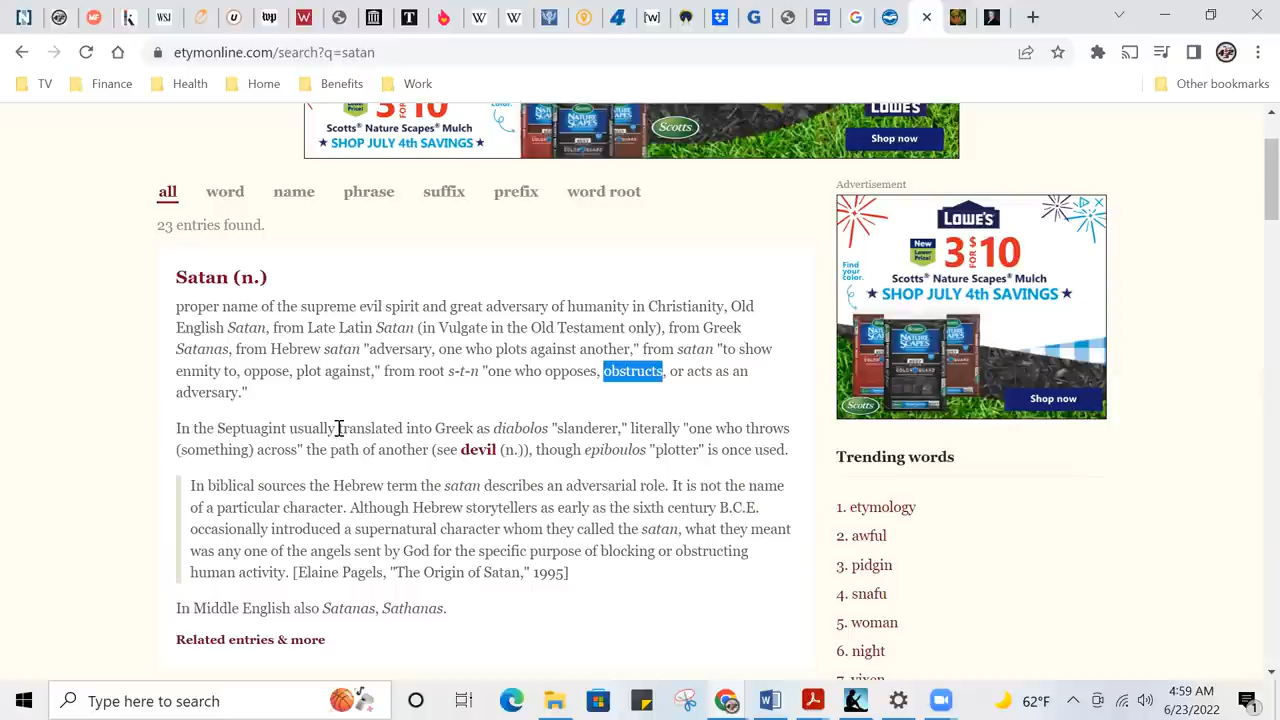 etymonline.com/search?q=satan
TV Finance Health Home Benefits Work Other bookmarks
3 FOR $10 LOWE'S
Scotts® Nature Scapes® Mulch
★ SHOP JULY 4th SAVINGS ★
NATURE SCAPES
Scotts
Shop now
all word name phrase suffix prefix word root
23 entries found.
Satan (n.)
proper name of the supreme evil spirit and great adversary of humanity in Christianity, Old
English Satan, from Late Latin Satan (in Vulgate in the Old Testament only), from Greek
Satanas, from Hebrew satan "adversary, one who plots against another," from satan "to show
enmity to, oppose, plot against," from root s-t-n "one who opposes, obstructs, or acts as an
adversary."
In the Septuagint usually translated into Greek as diabolos "slanderer," literally "one who throws
(something) across" the path of another (see devil (n.)), though epiboulos "plotter" is once used.
In biblical sources the Hebrew term the satan describes an adversarial role. It is not the name
of a particular character. Although Hebrew storytellers as early as the sixth century B.C.E.
occasionally introduced a supernatural character whom they called the satan, what they meant
was any one of the angels sent by God for the specific purpose of blocking or obstructing
human activity. [Elaine Pagels, "The Origin of Satan," 1995]
In Middle English also Satanas, Sathanas.
Related entries & more
Advertisement
LOWE'S
New Lower Price! 3 FOR $10
Find your color.
Scotts® Nature Scapes® Mulch
★ SHOP JULY 4th SAVINGS ★
NATURE SCAPES
Scotts
Shop now
Trending words
1. etymology
2. awful
3. pidgin
4. snafu
5. woman
6. night
7. vixen
Type here to search
62°F
4:59 AM
6/23/2022